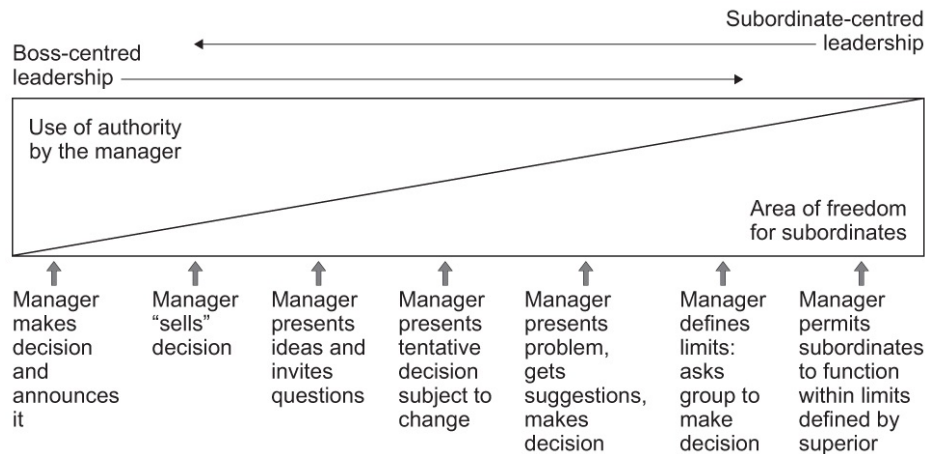 Subordinate-centred
leadership
Boss-centred
leadership
Use of authority
by the manager
Area of freedom
for subordinates
Manager
makes
decision
and
announces
it
Manager
“sells”
decision
Manager
presents
ideas and
invites
questions
Manager
presents
tentative
decision
subject to
change
Manager
presents
problem,
gets
suggestions,
makes
decision
Manager
defines
limits:
asks
group to
make
decision
Manager
permits
subordinates
to function
within limits
defined by
superior